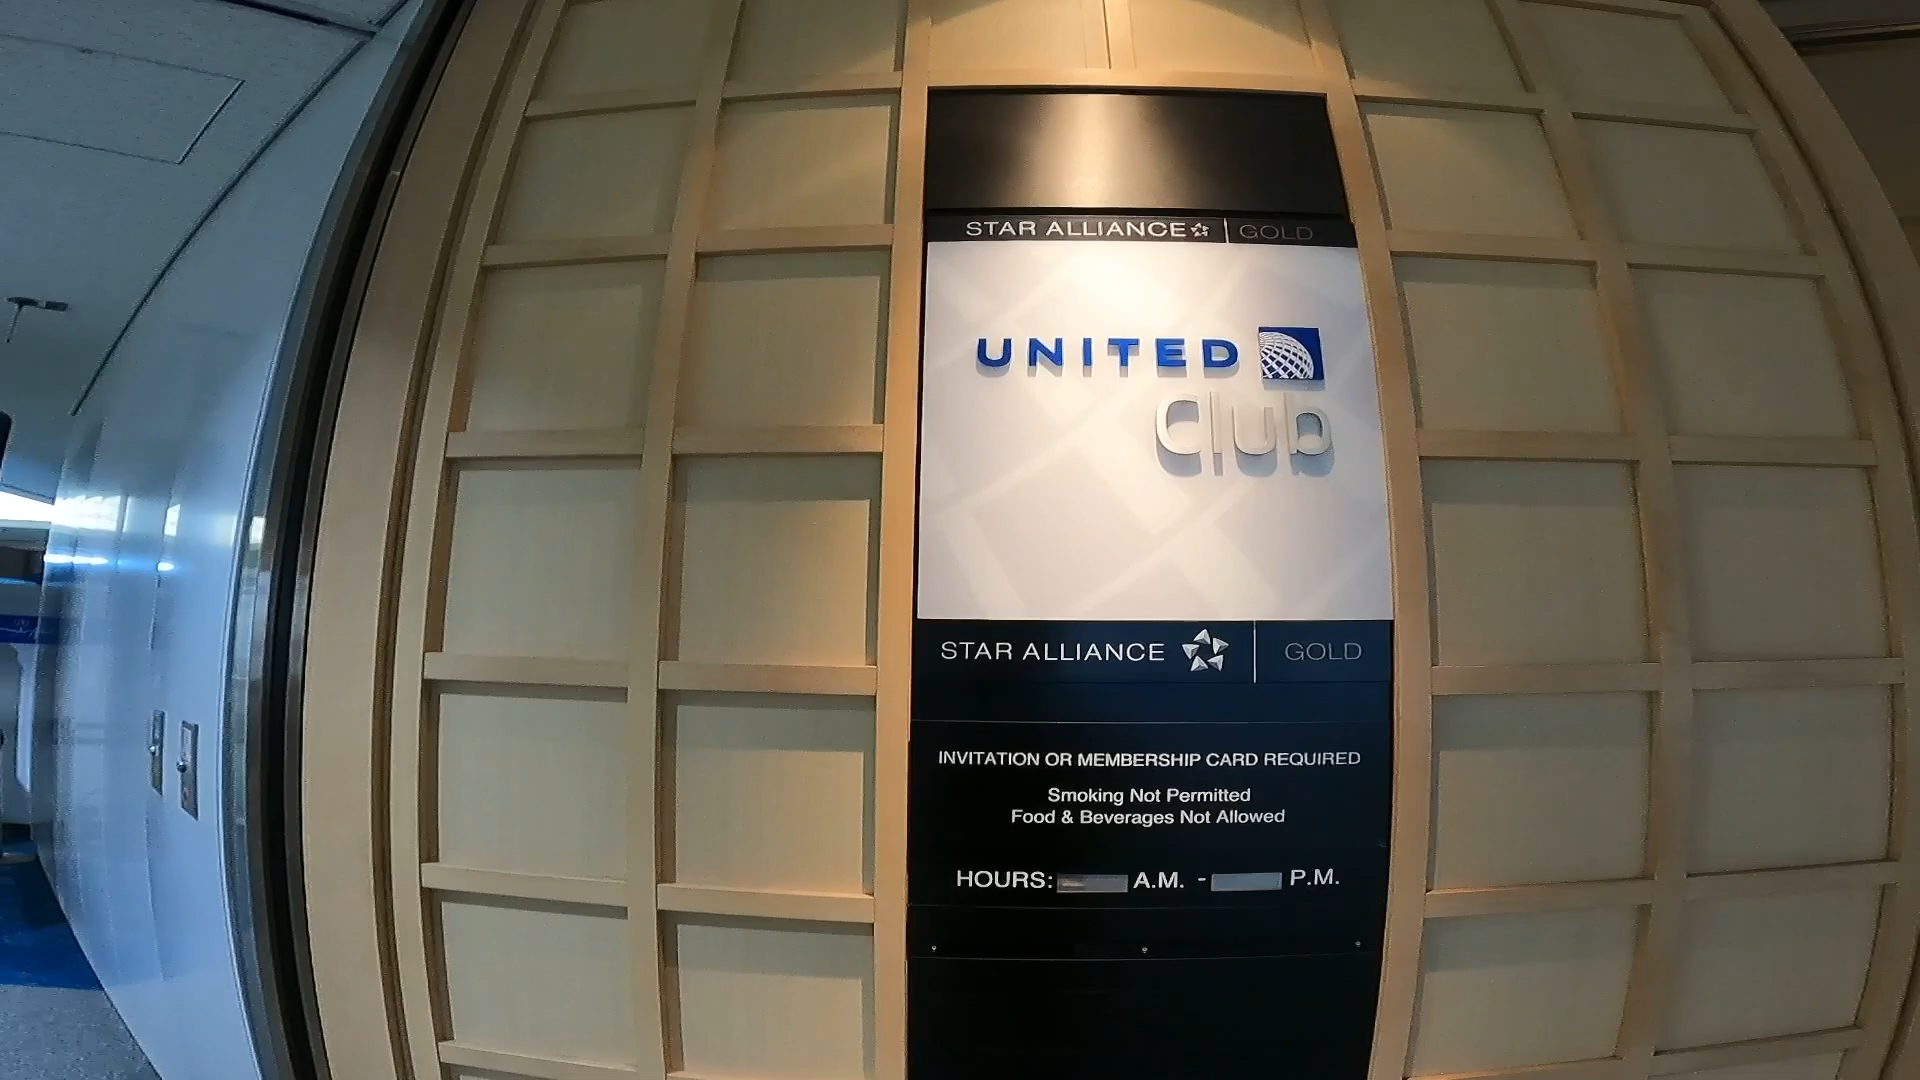 STAR ALLIANCE | GOLD
UNITED
Club
STAR ALLIANCE | GOLD
INVITATION OR MEMBERSHIP CARD REQUIRED
Smoking Not Permitted
Food & Beverages Not Allowed
HOURS: A.M. - P.M.